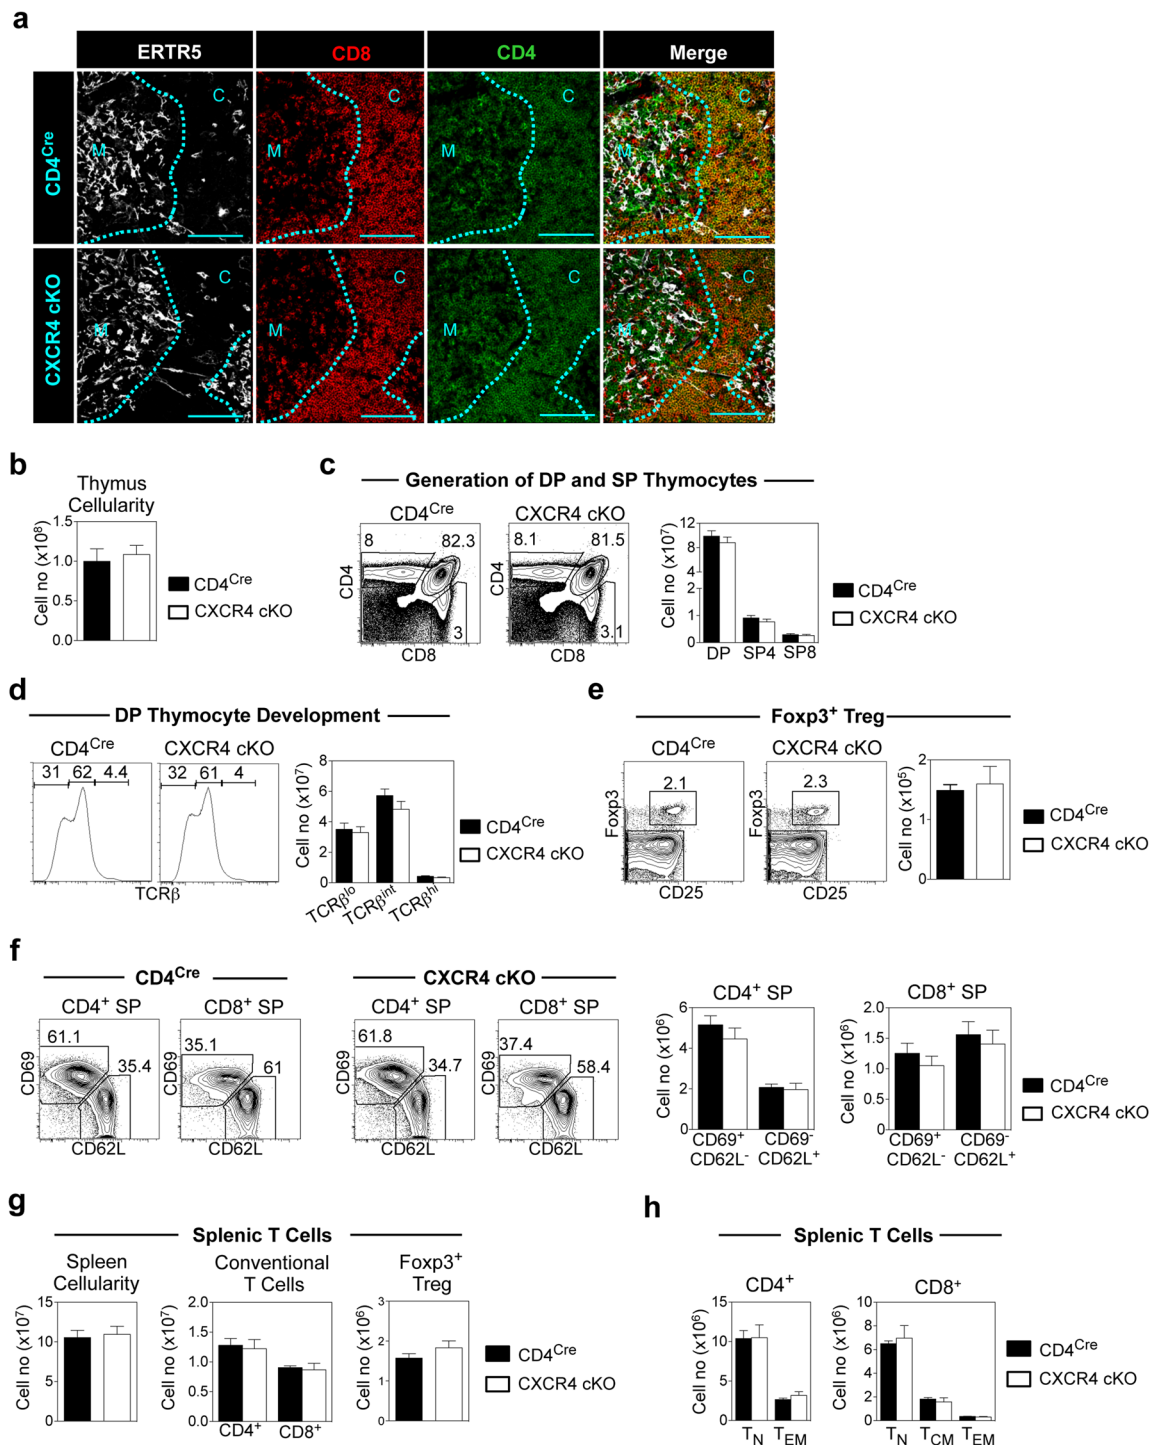 a
ERTR5 CD8 CD4 Merge
CD4Cre
C C C C
M M M M
CXCR4 cKO
C C C C
M M M M
b
Thymus
Cellularity
Cell no (x10⁸)
1.5
1.0
0.5
0.0
CD4Cre
CXCR4 cKO
c
Generation of DP and SP Thymocytes
CD4Cre CXCR4 cKO
8 82.3 8.1 81.5
3 3.1
CD4 CD4
CD8 CD8
Cell no (x10⁷)
12
8
4
2
1
0
DP SP4 SP8
CD4Cre
CXCR4 cKO
d
DP Thymocyte Development
CD4Cre CXCR4 cKO
31 62 4.4 32 61 4
TCRβ
Cell no (x10⁷)
8
6
4
2
0
TCRβlo TCRβint TCRβhi
CD4Cre
CXCR4 cKO
e
Foxp3⁺ Treg
CD4Cre CXCR4 cKO
2.1 2.3
Foxp3 Foxp3
CD25 CD25
Cell no (x10⁵)
2
1
0
CD4Cre
CXCR4 cKO
f
CD4Cre CXCR4 cKO
CD4⁺ SP CD8⁺ SP CD4⁺ SP CD8⁺ SP
61.1 35.4 35.1 61 61.8 34.7 37.4 58.4
CD69 CD69 CD69 CD69
CD62L CD62L CD62L CD62L
CD4⁺ SP CD8⁺ SP
Cell no (x10⁶)
6
4
2
0
CD69⁺ CD69⁻
CD62L⁻ CD62L⁺
Cell no (x10⁶)
2.0
1.5
1.0
0.5
0.0
CD69⁺ CD69⁻
CD62L⁻ CD62L⁺
CD4Cre
CXCR4 cKO
g
Splenic T Cells
Spleen
Cellularity
Cell no (x10⁷)
15
10
5
0
Conventional
T Cells
Cell no (x10⁷)
2.0
1.5
1.0
0.5
0.0
CD4⁺ CD8⁺
Foxp3⁺
Treg
Cell no (x10⁶)
3
2
1
0
CD4Cre
CXCR4 cKO
h
Splenic T Cells
CD4⁺ CD8⁺
Cell no (x10⁶)
15
10
5
0
TN TEM
Cell no (x10⁶)
10
8
6
4
2
0
TN TCM TEM
CD4Cre
CXCR4 cKO